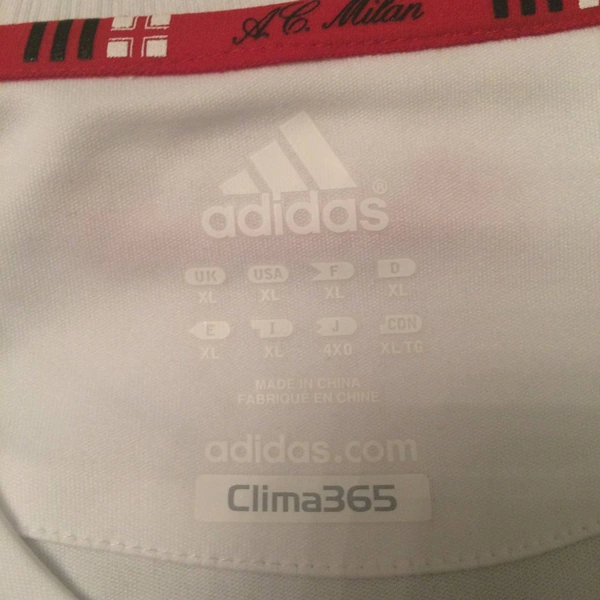 A.C. Milan
adidas®
UK USA F D
XL XL XL XL
E I J CDN
XL XL 4XO XL/TG
MADE IN CHINA
FABRIQUE EN CHINE
adidas.com
Clima365